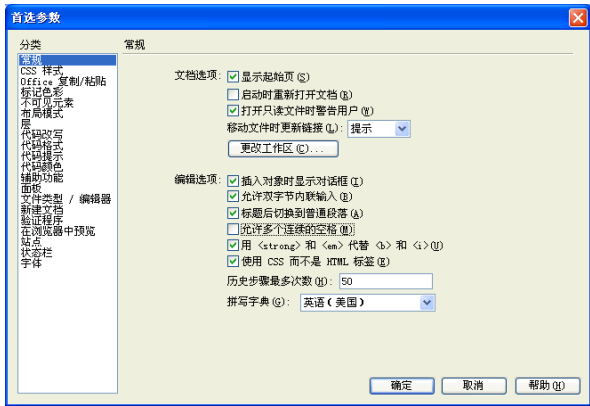 首选参数
分类
常规
CSS 样式
Office 复制/粘贴
标记色彩
不可见元素
布局模式
层
代码改写
代码格式
代码提示
代码颜色
辅助功能
面板
文件类型 / 编辑器
新建文档
验证程序
在浏览器中预览
站点
状态栏
字体
常规
文档选项: 显示起始页(S)
启动时重新打开文档(R)
打开只读文件时警告用户(W)
移动文件时更新链接(L): 提示
更改工作区(C)...
编辑选项: 插入对象时显示对话框(I)
允许双字节内联输入(B)
标题后切换到普通段落(A)
允许多个连续的空格(M)
用 <strong> 和 <em> 代替 <b> 和 <i>(U)
使用 CSS 而不是 HTML 标签(E)
历史步骤最多次数(H): 50
拼写字典(G): 英语(美国)
确定 取消 帮助(H)